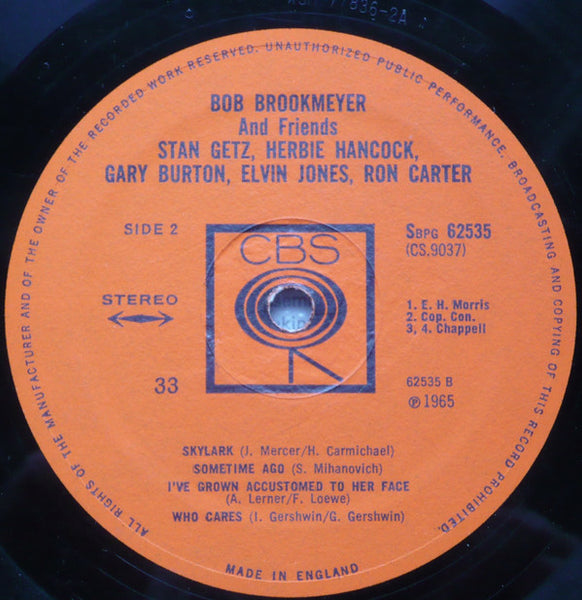 ALL RIGHTS OF THE MANUFACTURER AND OF THE OWNER OF THE RECORDED WORK RESERVED. UNAUTHORIZED PUBLIC PERFORMANCE, BROADCASTING AND COPYING OF THIS RECORD PROHIBITED.
BOB BROOKMEYER
And Friends
STAN GETZ, HERBIE HANCOCK,
GARY BURTON, ELVIN JONES, RON CARTER
SIDE 2
CBS
SBPG 62535
(CS.9037)
STEREO
1. E. H. Morris
2. Cop. Con.
3, 4. Chappell
33
62535 B
℗ 1965
SKYLARK (J. Mercer/H. Carmichael)
SOMETIME AGO (S. Mihanovich)
I'VE GROWN ACCUSTOMED TO HER FACE
(A. Lerner/F. Loewe)
WHO CARES (I. Gershwin/G. Gershwin)
MADE IN ENGLAND